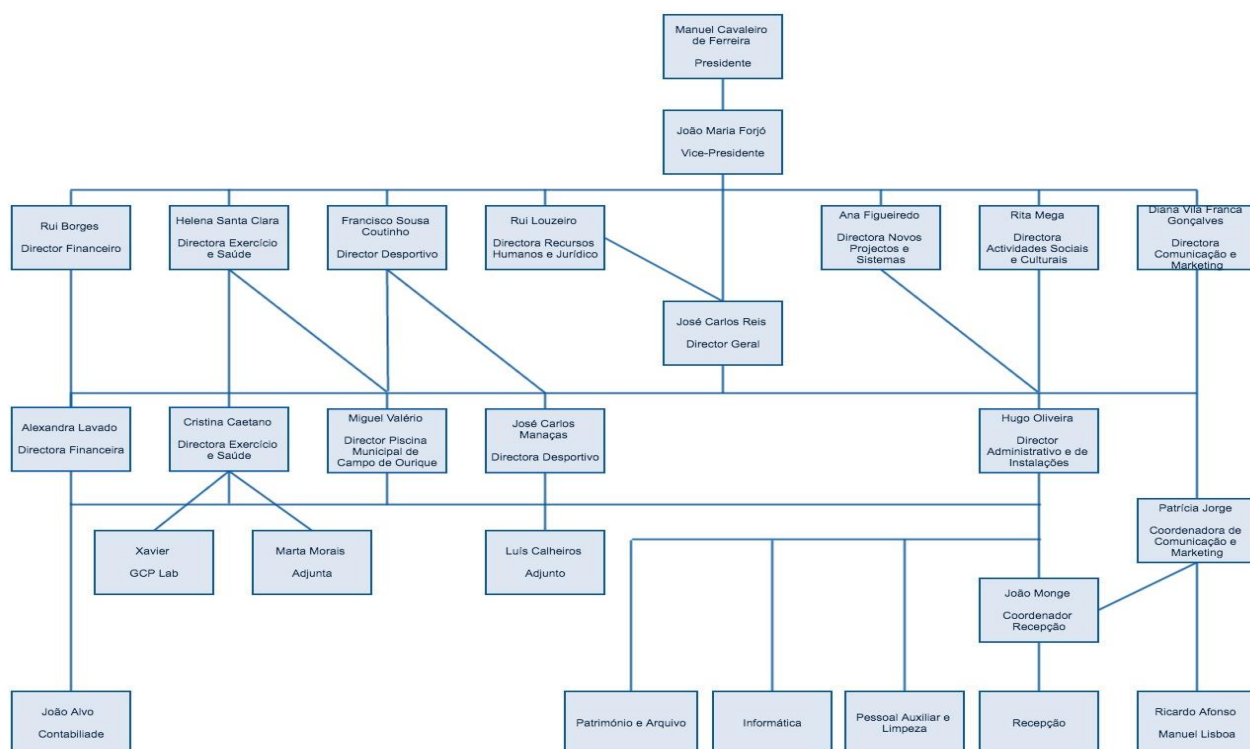 Manuel Cavaleiro
de Ferreira
Presidente
João Maria Forjó
Vice-Presidente
Rui Borges
Director Financeiro
Helena Santa Clara
Directora Exercício
e Saúde
Francisco Sousa
Coutinho
Director Desportivo
Rui Louzeiro
Directora Recursos
Humanos e Jurídico
Ana Figueiredo
Directora Novos
Projectos e
Sistemas
Rita Mega
Directora
Actividades Sociais
e Culturais
Diana Vila Franca
Gonçalves
Directora
Comunicação e
Marketing
José Carlos Reis
Director Geral
Alexandra Lavado
Directora Financeira
Cristina Caetano
Directora Exercício
e Saúde
Miguel Valério
Director Piscina
Municipal de
Campo de Ourique
José Carlos
Manaças
Directora Desportivo
Hugo Oliveira
Director
Administrativo e de
Instalações
Patrícia Jorge
Coordenadora de
Comunicação e
Marketing
Xavier
GCP Lab
Marta Morais
Adjunta
Luís Calheiros
Adjunto
João Monge
Coordenador
Recepção
João Alvo
Contabiliade
Património e Arquivo
Informática
Pessoal Auxiliar e
Limpeza
Recepção
Ricardo Afonso
Manuel Lisboa